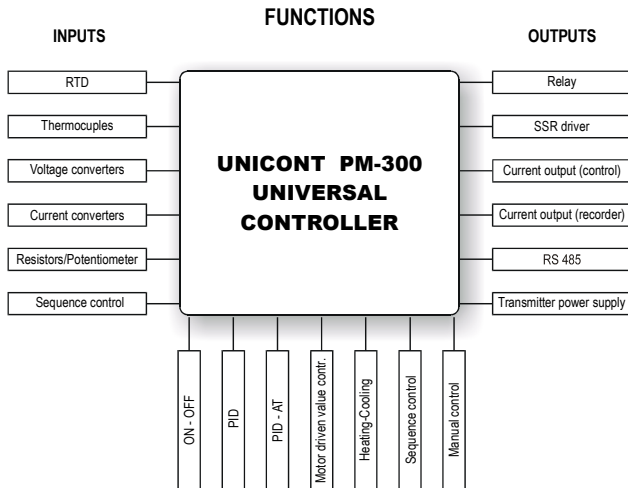 FUNCTIONS
INPUTS
OUTPUTS
RTD
Thermocuples
Voltage converters
Current converters
Resistors/Potentiometer
Sequence control
UNICONT PM-300
UNIVERSAL
CONTROLLER
Relay
SSR driver
Current output (control)
Current output (recorder)
RS 485
Transmitter power supply
ON - OFF
PID
PID - AT
Motor driven value contr.
Heating-Cooling
Sequence control
Manual control